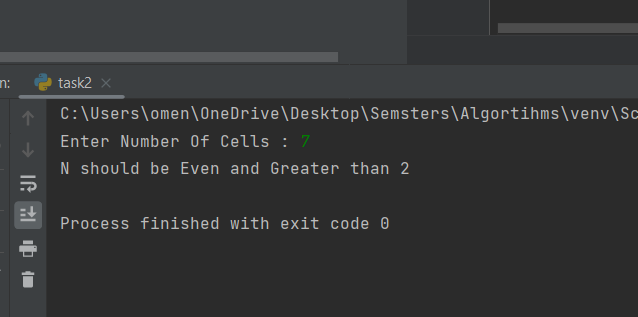 n:
task2
C:\Users\omen\OneDrive\Desktop\Semsters\Algortihms\venv\Sc
Enter Number Of Cells : 7
N should be Even and Greater than 2
Process finished with exit code 0